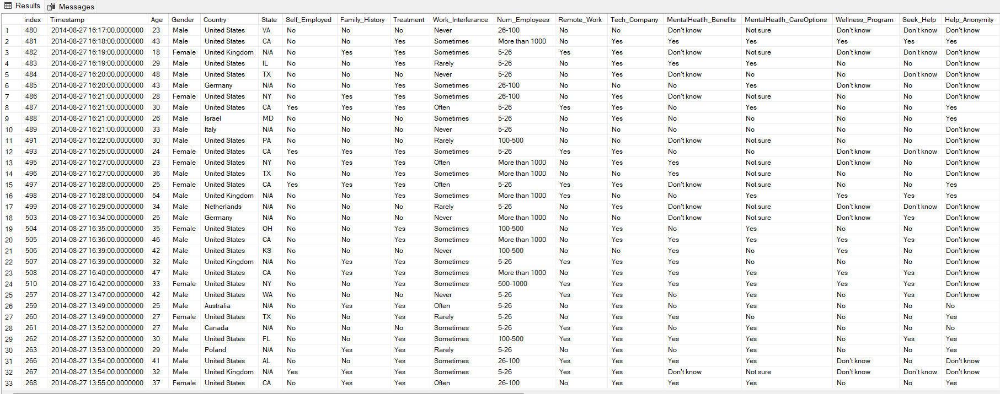 Results Messages
index Timestamp Age Gender Country State Self_Employed Family_History Treatment Work_Interferance Num_Employees Remote_Work Tech_Company MentalHeatlh_Benefits MentalHeatlh_CareOptions Wellness_Program Seek_Help Help_Anonymity
1 480 2014-08-27 16:17:00.0000000 23 Male United States VA No No No Never 26-100 No No Don't know Not sure Don't know Don't know Don't know
2 481 2014-08-27 16:18:00.0000000 43 Male United States CA No No Yes Sometimes More than 1000 No Yes Yes Yes Yes Yes Yes
3 482 2014-08-27 16:19:00.0000000 18 Female United Kingdom N/A No Yes Yes Sometimes 5-26 Yes Yes Don't know Not sure Don't know Don't know Don't know
4 483 2014-08-27 16:19:00.0000000 29 Male United States IL No No Yes Rarely 5-26 No Yes Yes Yes No No Don't know
5 484 2014-08-27 16:20:00.0000000 48 Male United States TX No No No Never 5-26 No Yes Don't know No No Don't know Don't know
6 485 2014-08-27 16:20:00.0000000 43 Male Germany N/A No No Yes Sometimes 26-100 No No No Yes Don't know No Don't know
7 486 2014-08-27 16:21:00.0000000 28 Female United States NY No Yes Yes Sometimes 26-100 No Yes Don't know Not sure No No Don't know
8 487 2014-08-27 16:21:00.0000000 30 Male United States CA Yes Yes Yes Often 5-26 Yes Yes No Yes No No Yes
9 488 2014-08-27 16:21:00.0000000 26 Male Israel MD No No No Sometimes 5-26 No Yes No No No No Yes
10 489 2014-08-27 16:21:00.0000000 33 Male Italy N/A No No No Never 5-26 No No No No No No Don't know
11 491 2014-08-27 16:22:00.0000000 30 Male United States PA No No No Rarely 100-500 No No Don't know Not sure No No Don't know
12 493 2014-08-27 16:25:00.0000000 24 Female United States CA Yes Yes Yes Sometimes 5-26 Yes Yes No No Don't know Don't know Don't know
13 495 2014-08-27 16:27:00.0000000 23 Female United States NY No Yes Yes Often More than 1000 No Yes Yes Not sure Don't know No Don't know
14 496 2014-08-27 16:27:00.0000000 36 Male United States TX No No Yes Sometimes More than 1000 No No Yes Not sure No No Don't know
15 497 2014-08-27 16:28:00.0000000 25 Female United States CA Yes Yes Yes Often 5-26 Yes Yes Don't know Not sure No No Yes
16 498 2014-08-27 16:28:00.0000000 54 Male United Kingdom N/A No No Yes Sometimes More than 1000 Yes No No Yes Yes Yes Yes
17 499 2014-08-27 16:29:00.0000000 34 Male Netherlands N/A No No No Rarely 5-26 No Yes Don't know Not sure Don't know Don't know Don't know
18 503 2014-08-27 16:34:00.0000000 25 Male Germany N/A No No No Never More than 1000 No No Don't know Not sure Don't know Yes Don't know
19 504 2014-08-27 16:35:00.0000000 35 Female United States OH No No Yes Sometimes 100-500 No Yes No Yes No No Don't know
20 505 2014-08-27 16:36:00.0000000 46 Male United States CA No No Yes Sometimes More than 1000 No Yes Yes Yes Yes Yes Don't know
21 506 2014-08-27 16:39:00.0000000 42 Male United States KS No No No Never 100-500 No No Yes No Yes No Don't know
22 507 2014-08-27 16:39:00.0000000 32 Male United Kingdom N/A No Yes Yes Sometimes 5-26 Yes Yes Yes No No No Don't know
23 508 2014-08-27 16:40:00.0000000 47 Male United States CA No Yes Yes Sometimes More than 1000 No Yes Yes Yes Yes Yes Don't know
24 510 2014-08-27 16:42:00.0000000 33 Female United States NY No No Yes Sometimes 500-1000 Yes Yes Yes Yes Yes Yes Don't know
25 257 2014-08-27 13:47:00.0000000 42 Male United States WA No No No Never 5-26 Yes Yes No Yes No Yes Don't know
26 259 2014-08-27 13:49:00.0000000 25 Male Australia N/A No Yes Yes Often 5-26 No Yes No Yes No No No
27 260 2014-08-27 13:49:00.0000000 27 Female United States TX No No Yes Rarely 5-26 No Yes Yes No No No Yes
28 261 2014-08-27 13:52:00.0000000 27 Male Canada N/A No No No Sometimes 5-26 Yes Yes No Yes No No No
29 262 2014-08-27 13:52:00.0000000 30 Male United States FL No No Yes Sometimes 100-500 Yes Yes Yes Yes No Yes Yes
30 263 2014-08-27 13:53:00.0000000 29 Male Poland N/A No Yes Yes Rarely 5-26 No Yes No Yes No No Yes
31 266 2014-08-27 13:54:00.0000000 41 Male United States AL No No Yes Sometimes 26-100 Yes Yes Yes Yes Don't know No Don't know
32 267 2014-08-27 13:54:00.0000000 32 Male United Kingdom N/A Yes Yes Yes Sometimes 5-26 Yes Yes Don't know Not sure Don't know Don't know Don't know
33 268 2014-08-27 13:55:00.0000000 37 Female United States CA No Yes Yes Often 26-100 No Yes Yes Yes No No Yes